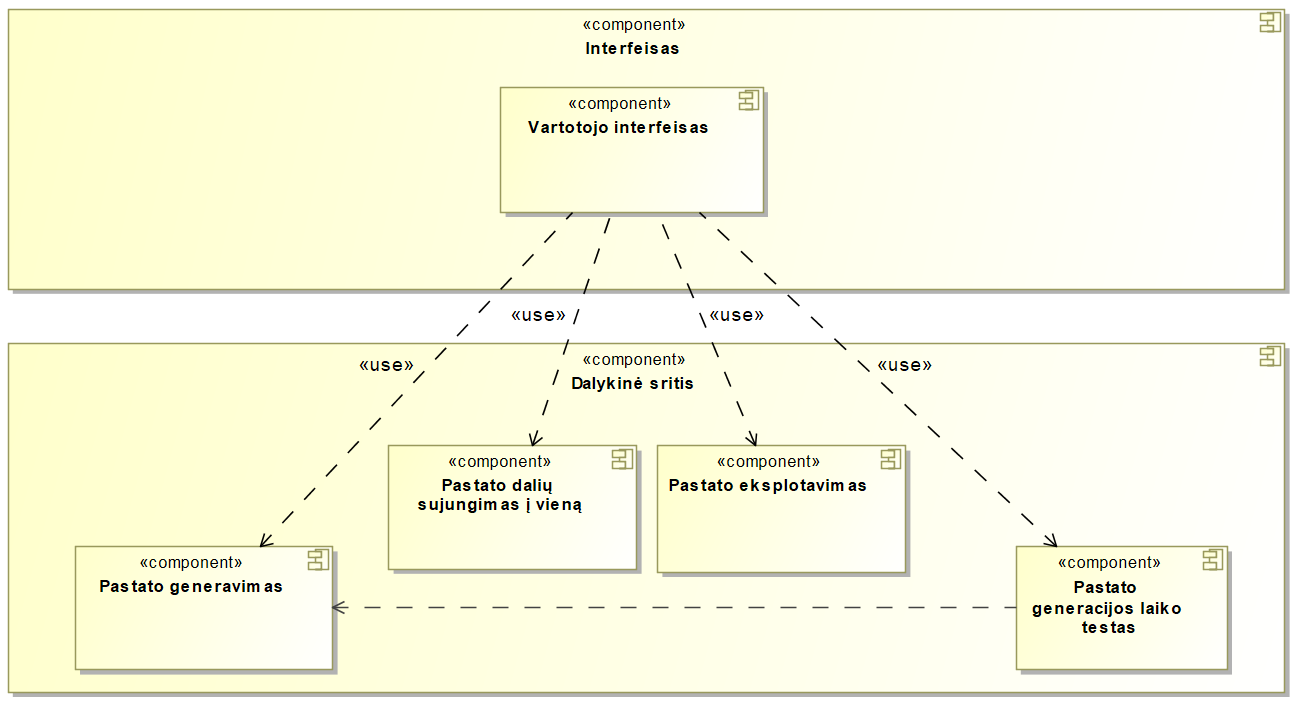 «component»
Interfeisas
«component»
Vartotojo interfeisas
«use»
«use»
«use»
«use»
«component»
Dalykinė sritis
«component»
Pastato dalių
sujungimas į vieną
«component»
Pastato eksplotavimas
«component»
Pastato generavimas
«component»
Pastato
generacijos laiko
testas